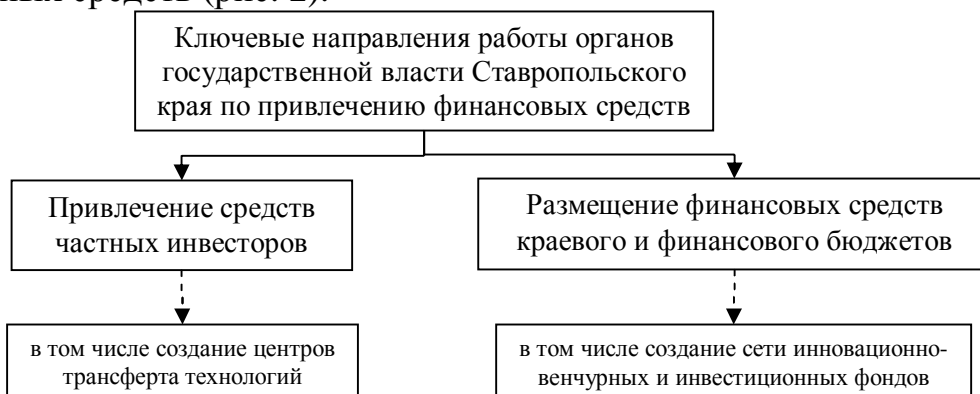 средств (рис. 2).
Ключевые направления работы органов
государственной власти Ставропольского
края по привлечению финансовых средств
Привлечение средств
частных инвесторов
Размещение финансовых средств
краевого и финансового бюджетов
в том числе создание центров
трансферта технологий
в том числе создание сети инновационно-
венчурных и инвестиционных фондов